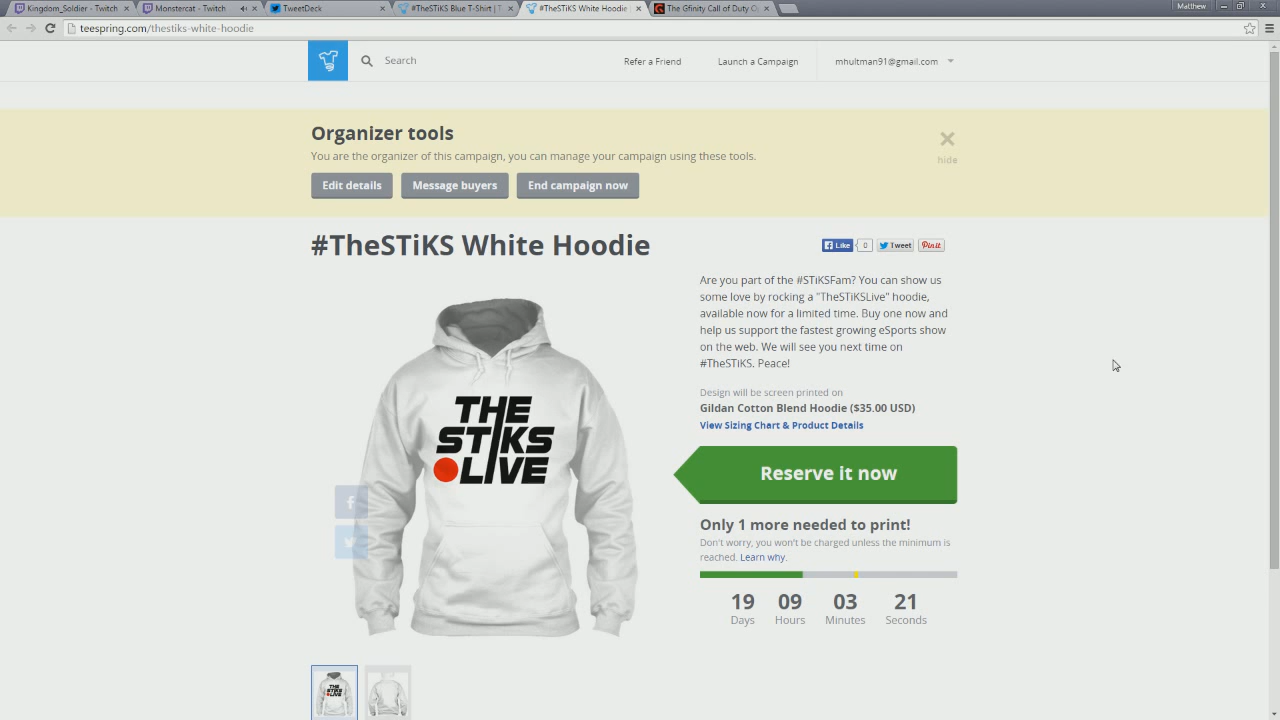 Kingdom_Soldier - Twitch
Monstercat - Twitch
TweetDeck
#TheSTiKS Blue T-Shirt | T
#TheSTiKS White Hoodie
The Gfinity Call of Duty
Matthew
teespring.com/thestiks-white-hoodie
Search
Refer a Friend
Launch a Campaign
mhultman91@gmail.com
Organizer tools
You are the organizer of this campaign, you can manage your campaign using these tools.
hide
Edit details
Message buyers
End campaign now
#TheSTiKS White Hoodie
Like
0
Tweet
Pin it
Are you part of the #STiKSFam? You can show us
some love by rocking a "TheSTiKSLive" hoodie,
available now for a limited time. Buy one now and
help us support the fastest growing eSports show
on the web. We will see you next time on
#TheSTiKS. Peace!
THE
STIKS
LIVE
Design will be screen printed on
Gildan Cotton Blend Hoodie ($35.00 USD)
View Sizing Chart & Product Details
Reserve it now
Only 1 more needed to print!
Don't worry, you won't be charged unless the minimum is
reached. Learn why.
19 09 03 21
Days Hours Minutes Seconds
THE
STIKS
LIVE